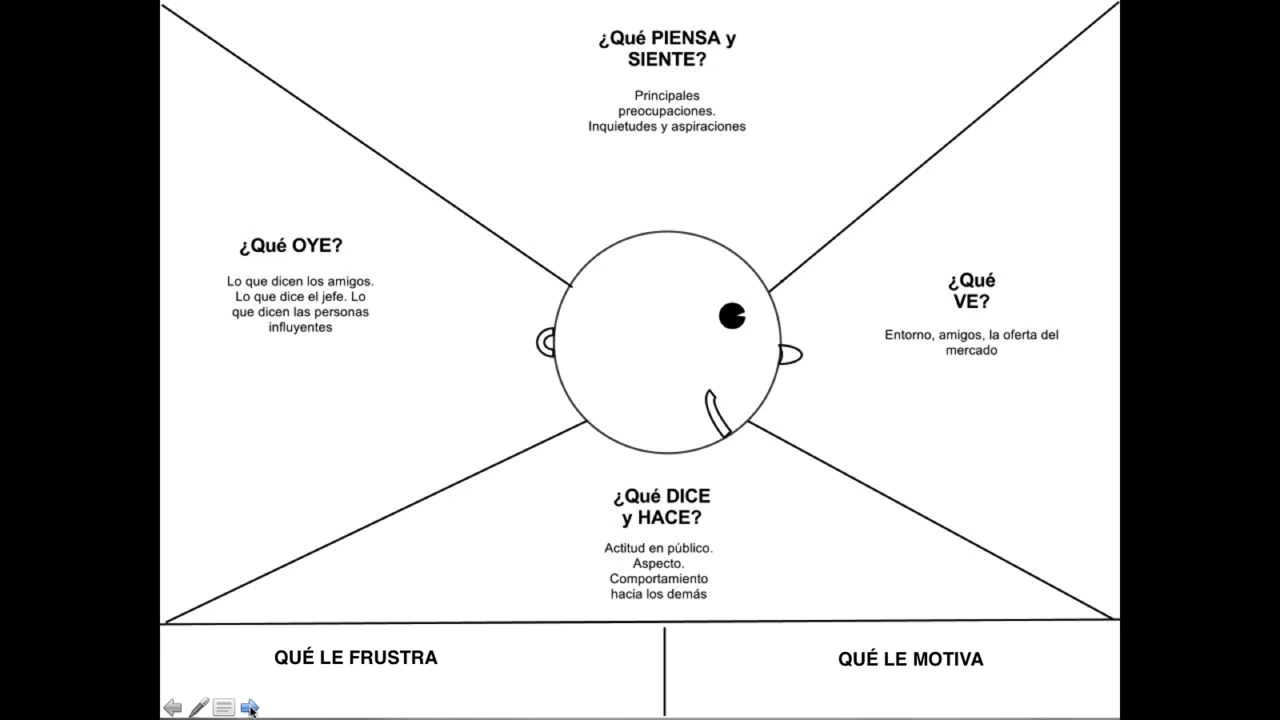 ¿Qué PIENSA y
SIENTE?
Principales
preocupaciones.
Inquietudes y aspiraciones
¿Qué OYE?
Lo que dicen los amigos.
Lo que dice el jefe. Lo
que dicen las personas
influyentes
¿Qué
VE?
Entorno, amigos, la oferta del
mercado
¿Qué DICE
y HACE?
Actitud en público.
Aspecto.
Comportamiento
hacia los demás
QUÉ LE FRUSTRA
QUÉ LE MOTIVA